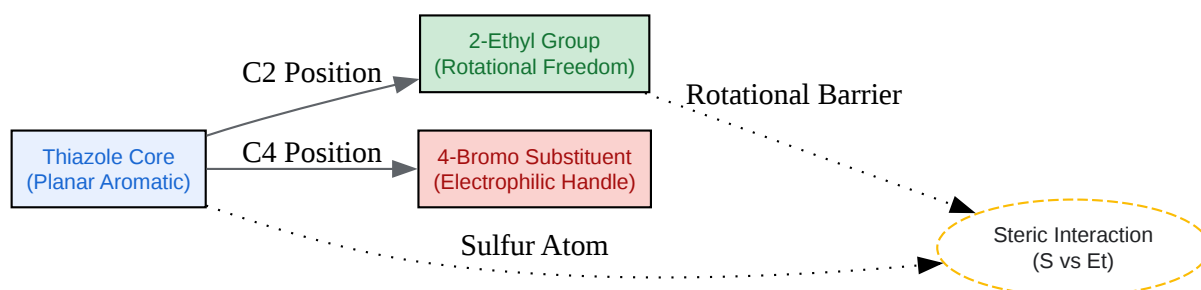 2-Ethyl Group
(Rotational Freedom)
C2 Position
Rotational Barrier
Thiazole Core
(Planar Aromatic)
C4 Position
4-Bromo Substituent
(Electrophilic Handle)
Sulfur Atom
Steric Interaction
(S vs Et)